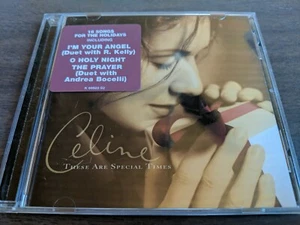 16 SONGS
FOR THE HOLIDAYS
INCLUDING
I'M YOUR ANGEL
(Duet with R. Kelly)
O HOLY NIGHT
THE PRAYER
(Duet with
Andrea Bocelli)
Celine
THESE ARE SPECIAL TIMES